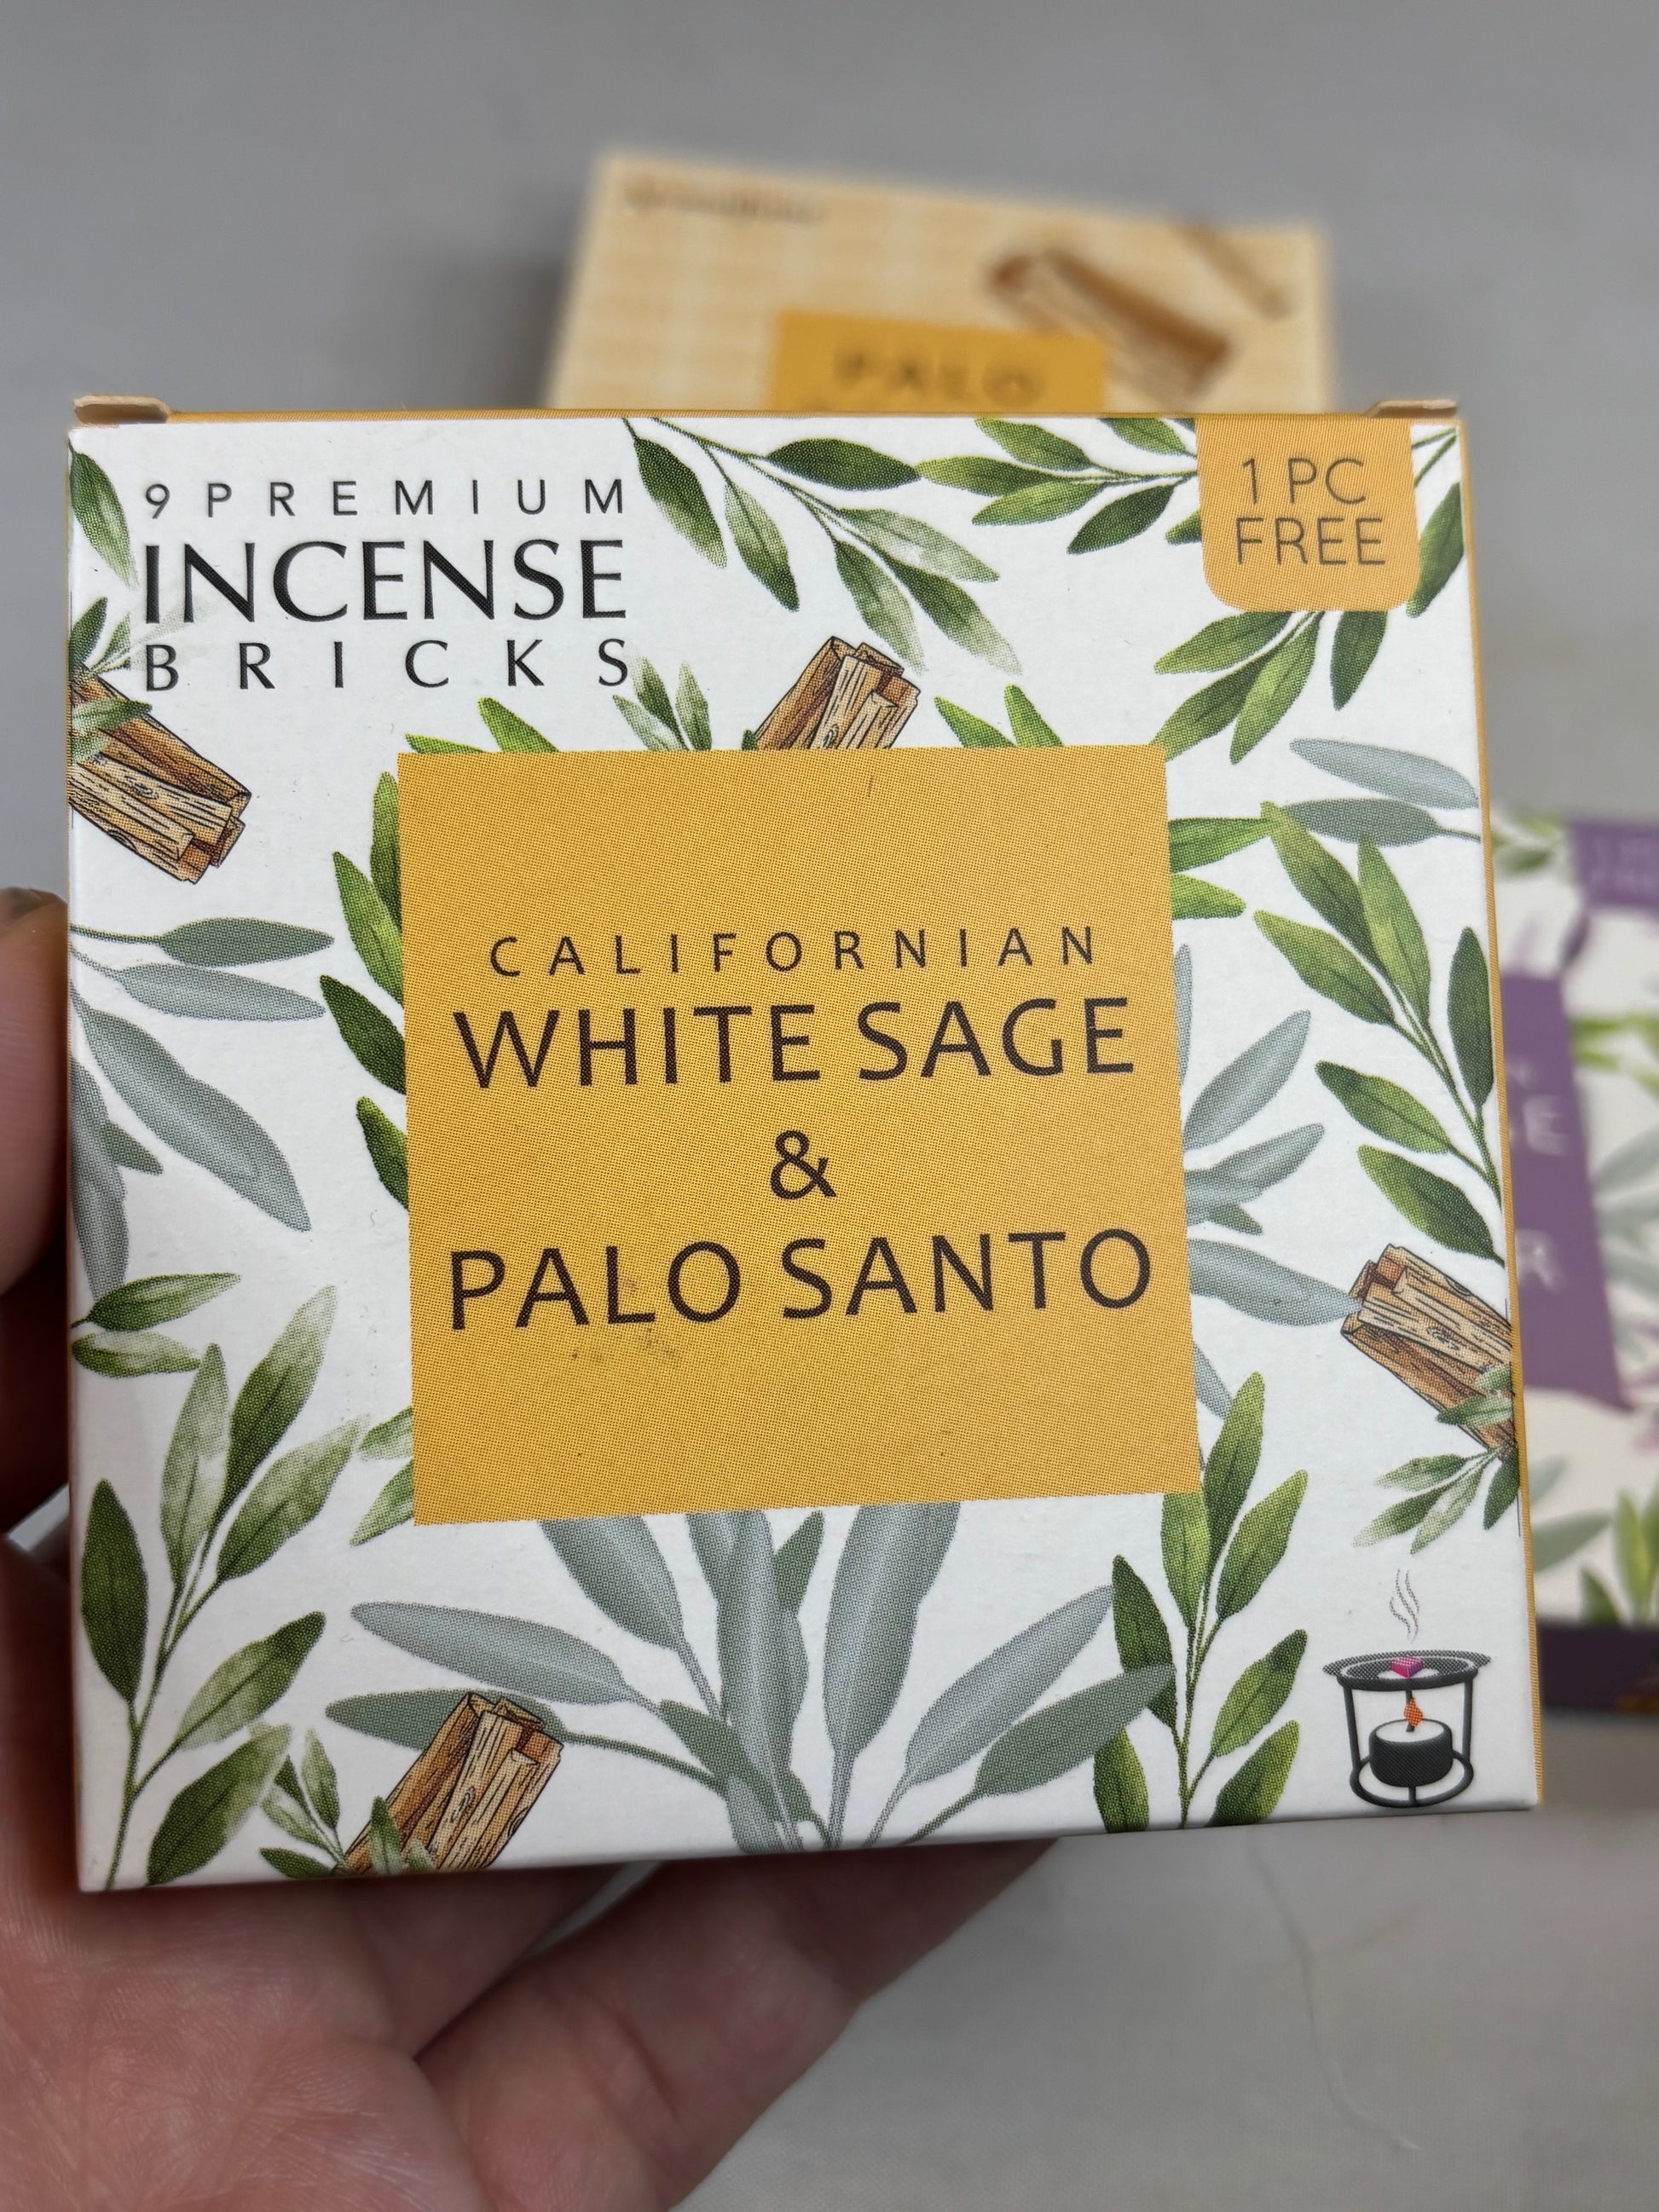 PALO
9 PREMIUM
INCENSE
BRICKS
1 PC
FREE
CALIFORNIAN
WHITE SAGE
&
PALO SANTO